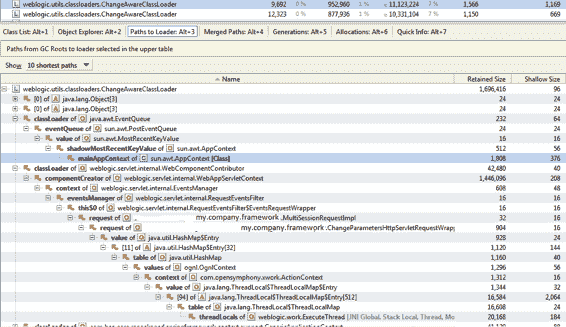 weblogic.utils.classloaders.ChangeAwareClassLoader 9,692 0 % 952,960 1 % ≥ 11,123,224 7 % 1,566 1,169
weblogic.utils.classloaders.ChangeAwareClassLoader 12,323 0 % 877,936 1 % 10,331,104 7 % 1,150 669
Class List: Alt+1 Object Explorer: Alt+2 Paths to Loader: Alt+3 Merged Paths: Alt+4 Generations: Alt+5 Allocations: Alt+6 Quick Info: Alt+7
Paths from GC Roots to loader selected in the upper table
Show 10 shortest paths
Name Retained Size Shallow Size
weblogic.utils.classloaders.ChangeAwareClassLoader 1,696,416 96
[0] of java.lang.Object[3] 24 24
[0] of java.lang.Object[3] 24 24
classLoader of java.awt.EventQueue 232 64
eventQueue of sun.awt.PostEventQueue 24 24
value of sun.awt.MostRecentKeyValue 16 16
shadowMostRecentKeyValue of sun.awt.AppContext 512 56
mainAppContext of sun.awt.AppContext [Class] 1,808 376
classLoader of weblogic.servlet.internal.WebComponentContributor 42,480 40
componentCreator of weblogic.servlet.internal.WebAppServletContext 1,446,096 208
context of weblogic.servlet.internal.EventsManager 608 48
eventsManager of weblogic.servlet.internal.RequestEventsFilter 16 16
this$0 of weblogic.servlet.internal.RequestEventsFilter$EventsRequestWrapper 16 16
request of my.company.framework .MultiSessionRequestImpl 32 32
request of my.company.framework .ChangeParametersHttpServletRequestWrapp 904 16
value of java.util.HashMap$Entry 928 24
[11] of java.util.HashMap$Entry[32] 1,120 144
table of java.util.HashMap 1,160 40
values of ognl.OgnlContext 1,296 56
context of com.opensymphony.xwork.ActionContext 1,312 16
value of java.lang.ThreadLocal$ThreadLocalMap$Entry 1,344 32
[94] of java.lang.ThreadLocal$ThreadLocalMap$Entry[512] 16,584 2,064
table of java.lang.ThreadLocal$ThreadLocalMap 16,608 24
threadLocals of weblogic.work.ExecuteThread [JNI Global, Stack Local, Thread, Mo 20,168 184